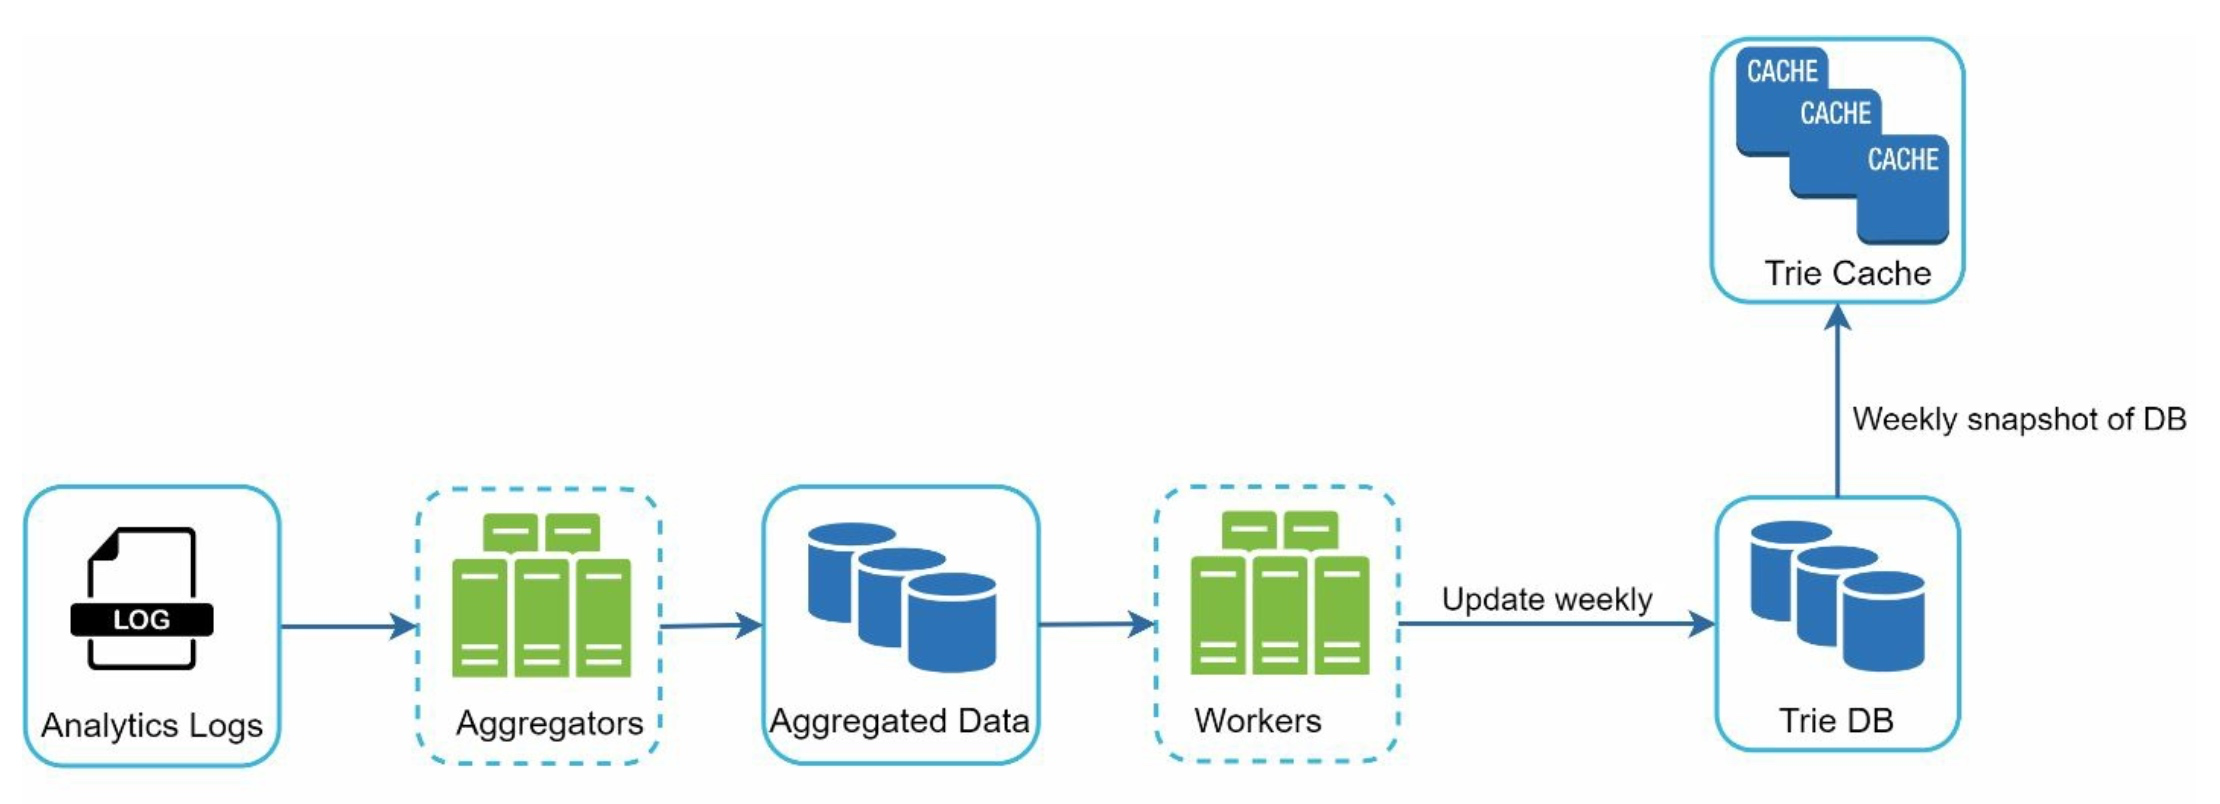 CACHE
CACHE
CACHE
Trie Cache
Weekly snapshot of DB
LOG
Analytics Logs
Aggregators
Aggregated Data
Workers
Update weekly
Trie DB